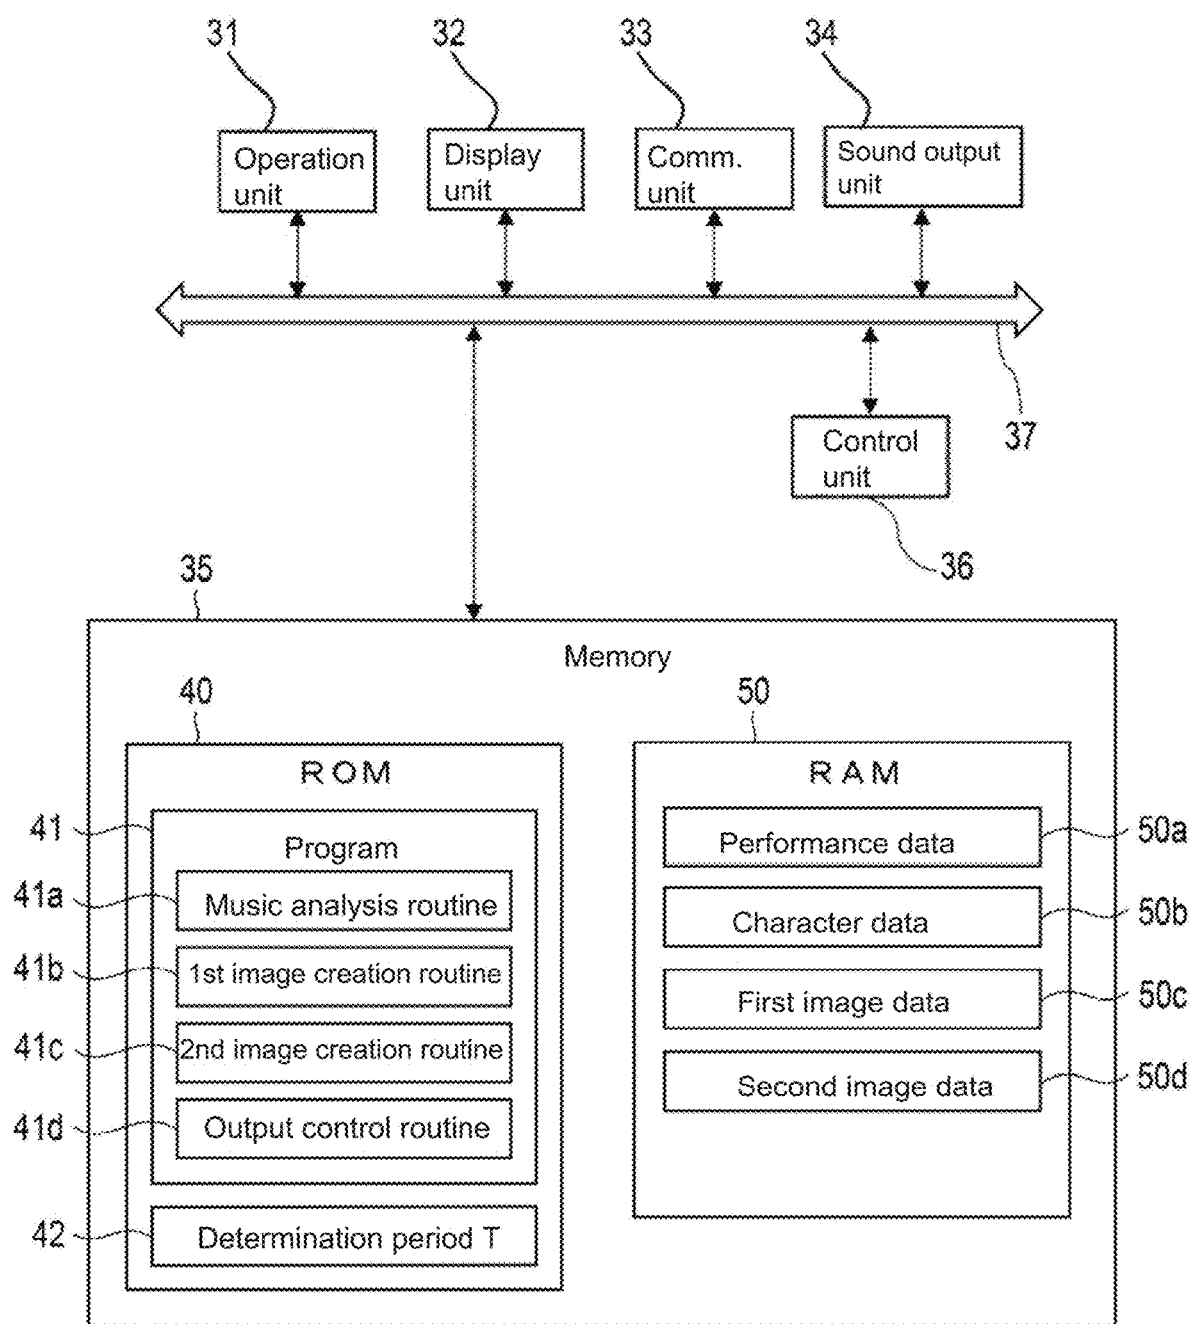 31
32
33
34
Operation
unit
Display
unit
Comm.
unit
Sound output
unit
37
Control
unit
36
35
Memory
40
50
ROM
RAM
41
Program
41a
Music analysis routine
41b
1st image creation routine
41c
2nd image creation routine
41d
Output control routine
42
Determination period T
Performance data
50a
Character data
50b
First image data
50c
Second image data
50d